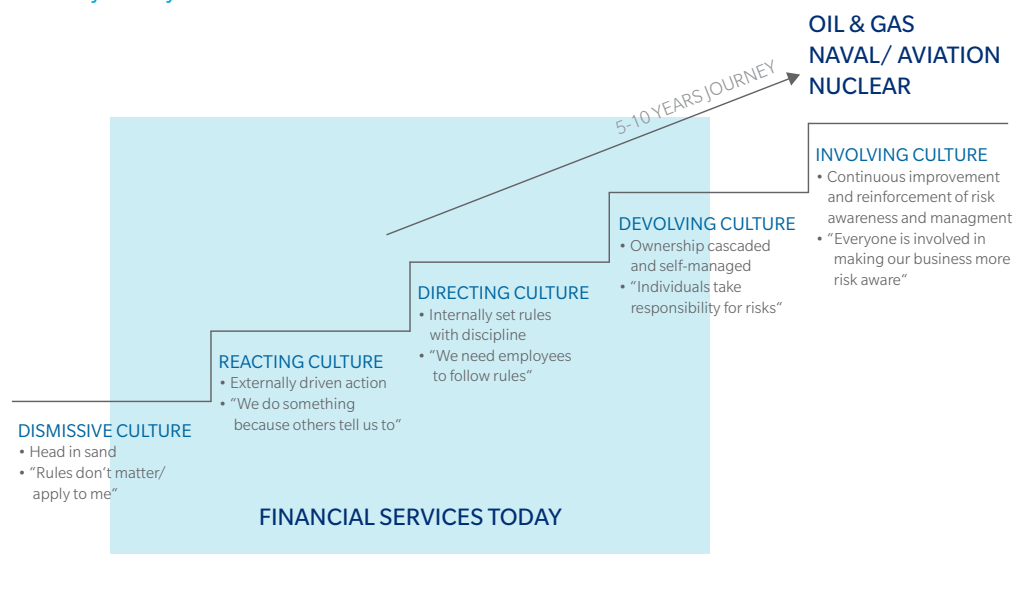 OIL & GAS
NAVAL/ AVIATION
NUCLEAR
5-10 YEARS JOURNEY
INVOLVING CULTURE
• Continuous improvement
and reinforcement of risk
awareness and managment
• “Everyone is involved in
making our business more
risk aware“
DEVOLVING CULTURE
• Ownership cascaded
and self-managed
• “Individuals take
responsibility for risks“
DIRECTING CULTURE
• Internally set rules
with discipline
• “We need employees
to follow rules“
REACTING CULTURE
• Externally driven action
• “We do something
because others tell us to“
DISMISSIVE CULTURE
• Head in sand
• “Rules don’t matter/
apply to me“
FINANCIAL SERVICES TODAY